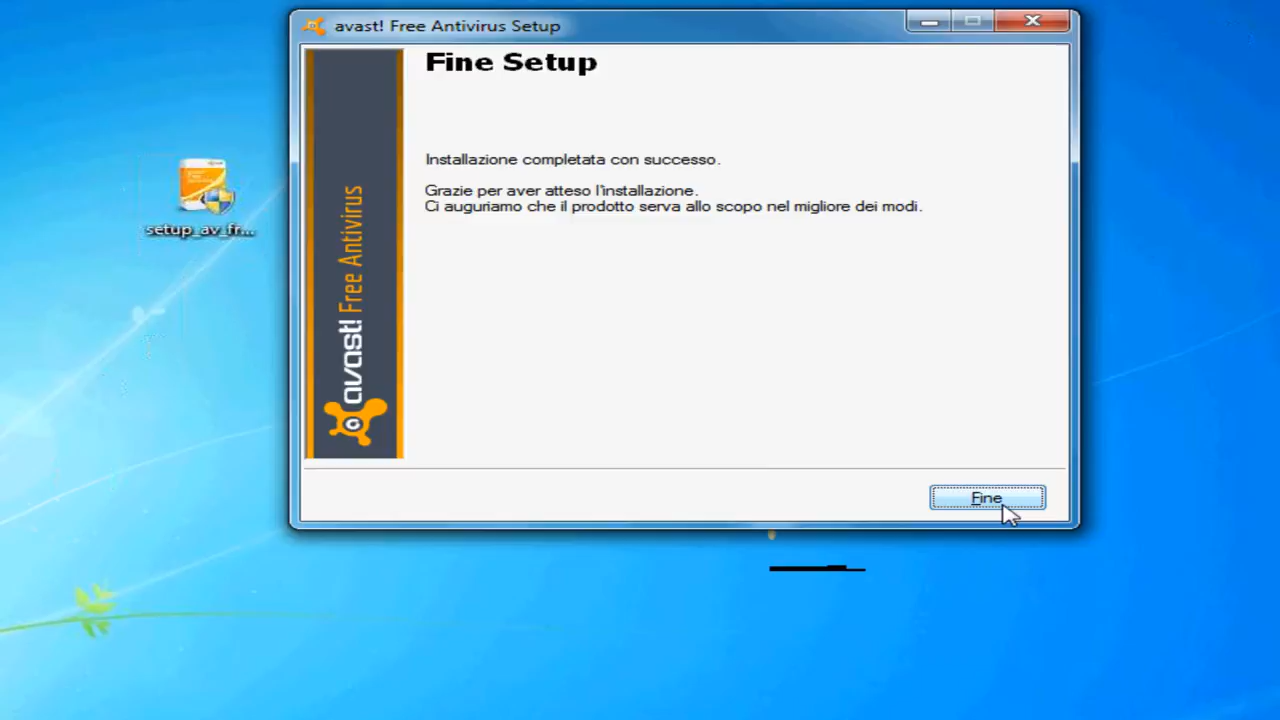 avast! Free Antivirus Setup
Fine Setup
Installazione completata con successo.
Grazie per aver atteso l'installazione.
Ci auguriamo che il prodotto serva allo scopo nel migliore dei modi.
avast! Free Antivirus
setup_av_fr...
Fine